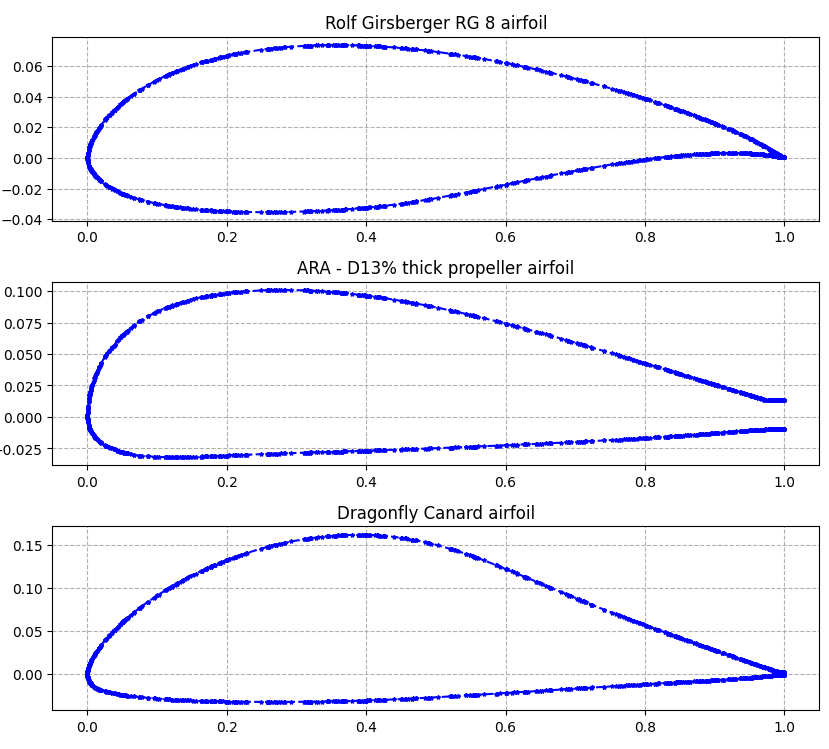 Rolf Girsberger RG 8 airfoil
0.06
0.04
0.02
0.00
−0.02
−0.04
0.0 0.2 0.4 0.6 0.8 1.0
ARA - D13% thick propeller airfoil
0.100
0.075
0.050
0.025
0.000
0.025
0.0 0.2 0.4 0.6 0.8 1.0
Dragonfly Canard airfoil
0.15
0.10
0.05
0.00
0.0 0.2 0.4 0.6 0.8 1.0